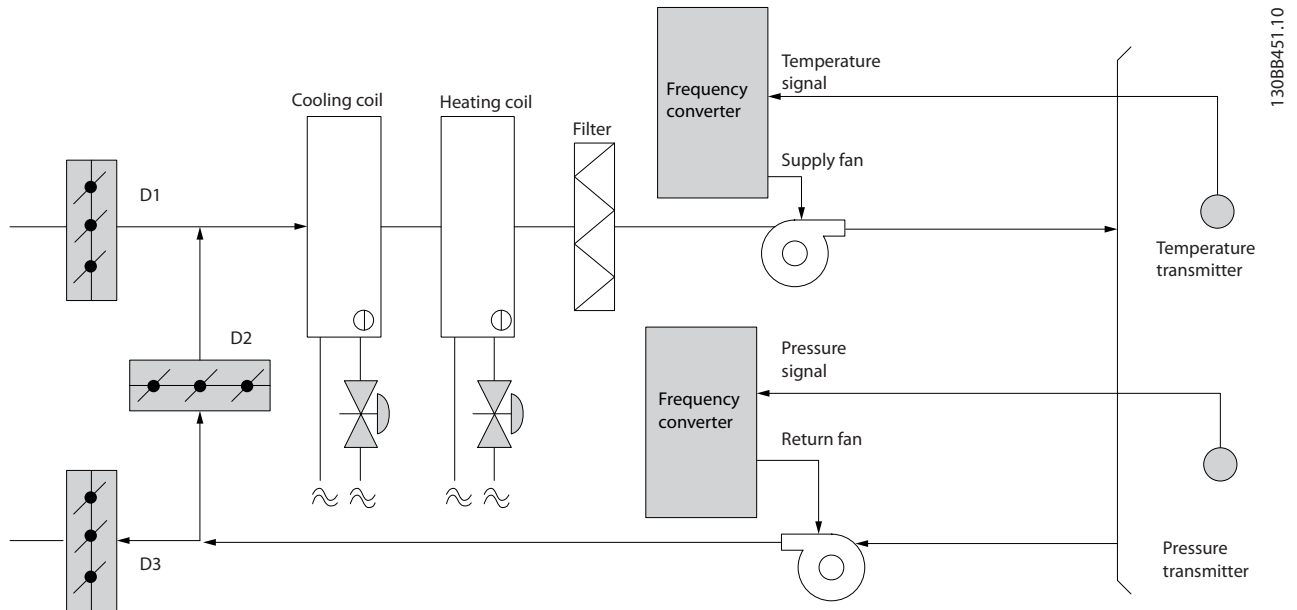 130BB451.10
Temperature
signal
Cooling coil
Heating coil
Frequency
converter
Filter
Supply fan
D1
Temperature
transmitter
D2
Pressure
signal
Frequency
converter
Return fan
D3
Pressure
transmitter